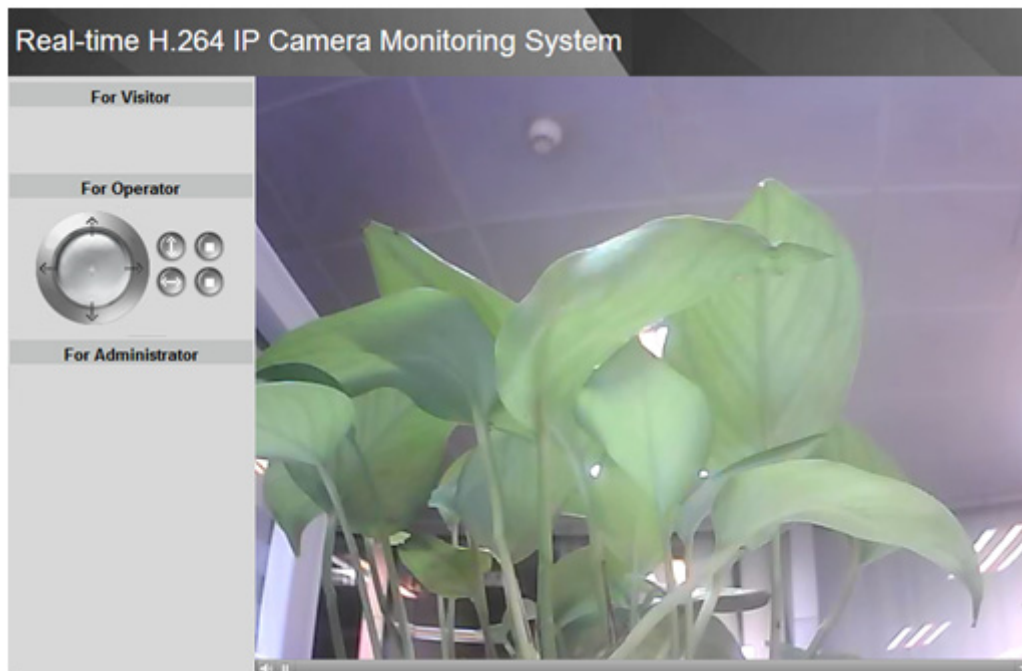 Real-time H.264 IP Camera Monitoring System
For Visitor
For Operator
For Administrator